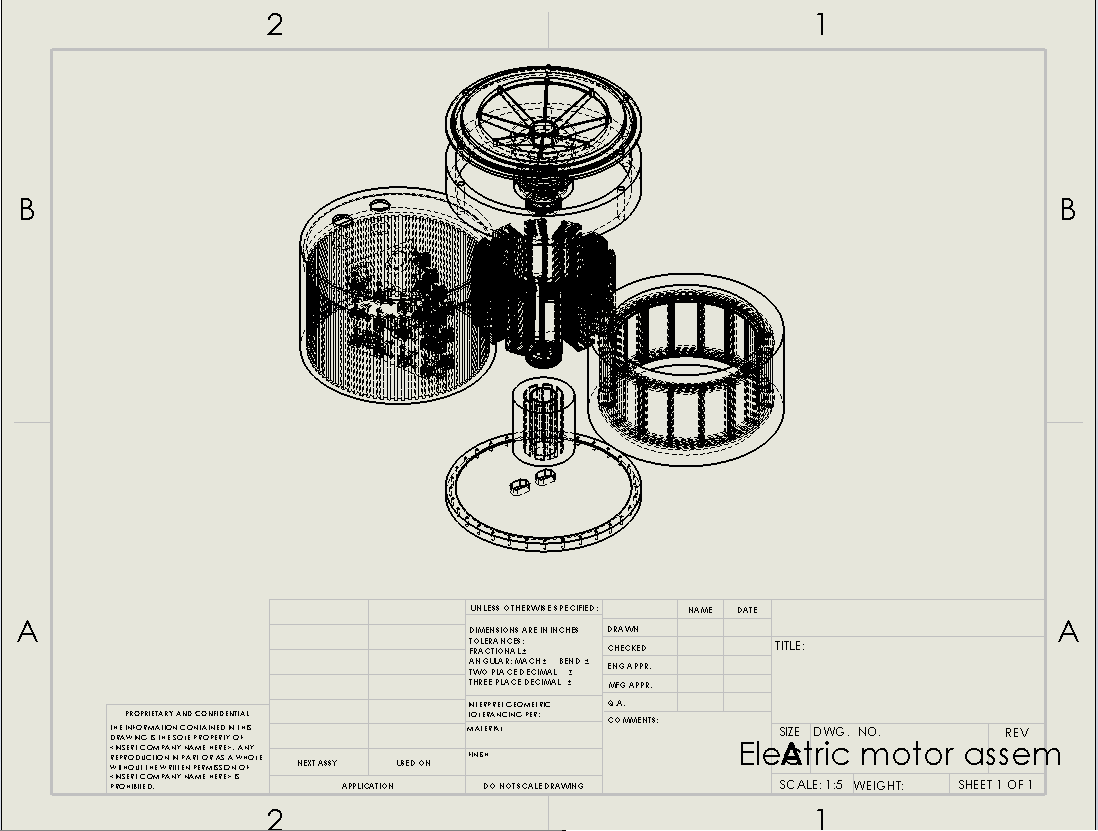 2 1
B B
A A
UNLESS OTHERWISE SPECIFIED:
NAME DATE
DIMENSIONS ARE IN INCHES
TOLERANCES:
FRACTIONAL±
ANGULAR: MACH± BEND ±
TWO PLACE DECIMAL ±
THREE PLACE DECIMAL ±
INTERPRET GEOMETRIC
TOLERANCING PER:
MATERIAL
FINISH
DO NOT SCALE DRAWING
DRAWN
CHECKED
ENG APPR.
MFG APPR.
Q.A.
COMMENTS:
TITLE:
SIZE DWG. NO. REV
A
Electric motor assem
SCALE: 1:5 WEIGHT: SHEET 1 OF 1
PROPRIETARY AND CONFIDENTIAL
THE INFORMATION CONTAINED IN THIS
DRAWING IS THE SOLE PROPERTY OF
<INSERT COMPANY NAME HERE>. ANY
REPRODUCTION IN PART OR AS A WHOLE
WITHOUT THE WRITTEN PERMISSION OF
<INSERT COMPANY NAME HERE> IS
PROHIBITED.
NEXT ASSY USED ON
APPLICATION
2 1